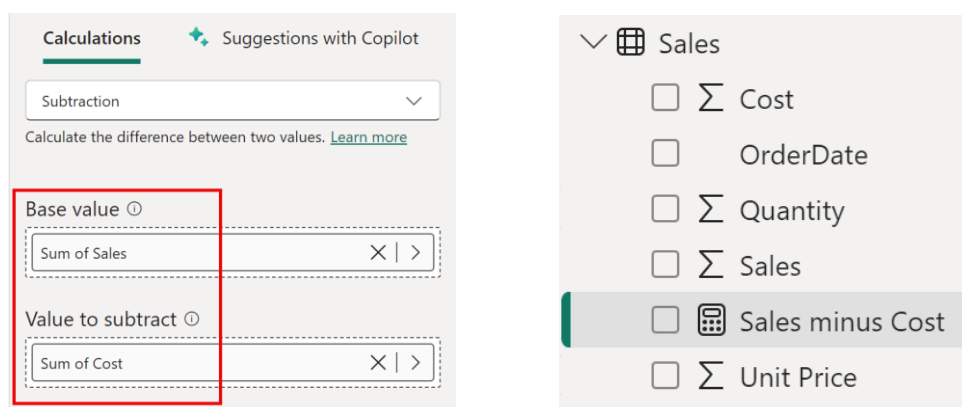 Calculations
Suggestions with Copilot
Subtraction
Calculate the difference between two values. Learn more
Base value
Sum of Sales
Value to subtract
Sum of Cost
Sales
Cost
OrderDate
Quantity
Sales
Sales minus Cost
Unit Price